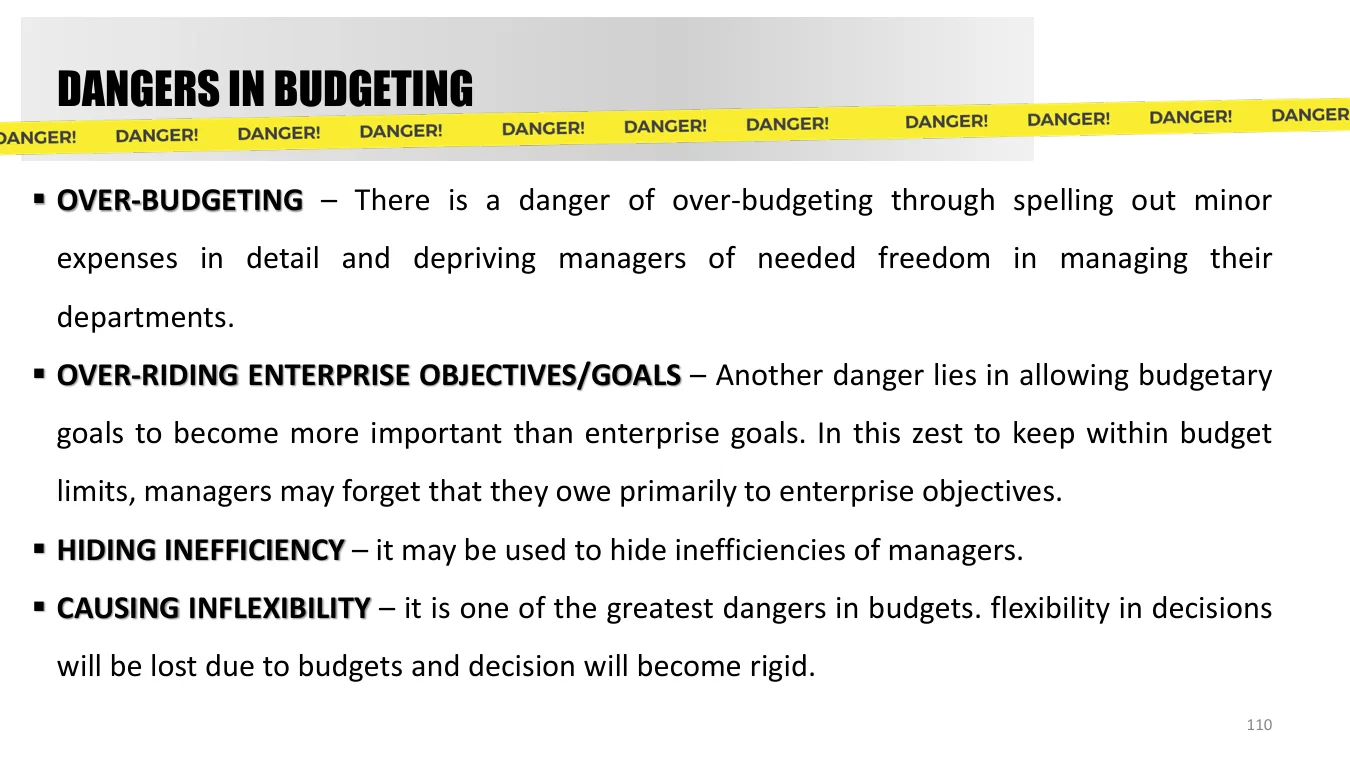 DANGERS IN BUDGETING
DANGER! DANGER! DANGER! DANGER! DANGER! DANGER! DANGER! DANGER! DANGER! DANGER! DANGER
▪ OVER-BUDGETING – There is a danger of over-budgeting through spelling out minor
expenses in detail and depriving managers of needed freedom in managing their
departments.
▪ OVER-RIDING ENTERPRISE OBJECTIVES/GOALS – Another danger lies in allowing budgetary
goals to become more important than enterprise goals. In this zest to keep within budget
limits, managers may forget that they owe primarily to enterprise objectives.
▪ HIDING INEFFICIENCY – it may be used to hide inefficiencies of managers.
▪ CAUSING INFLEXIBILITY – it is one of the greatest dangers in budgets. flexibility in decisions
will be lost due to budgets and decision will become rigid.
110